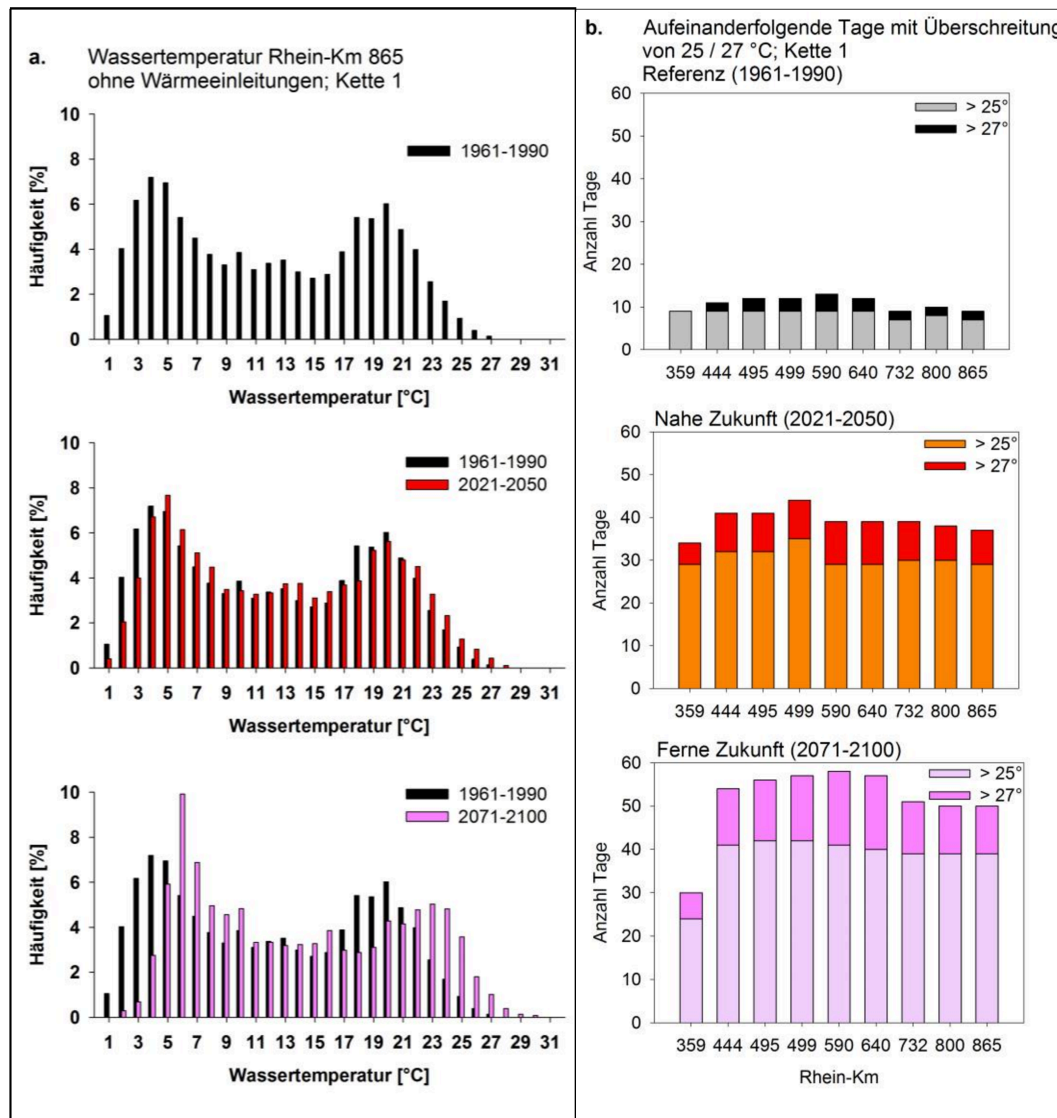 a. Wassertemperatur Rhein-Km 865
ohne Wärmeeinleitungen; Kette 1
10
8
6
4
2
0
Häufigkeit [%]
1961-1990
1 3 5 7 9 11 13 15 17 19 21 23 25 27 29 31
Wassertemperatur [°C]
10
8
6
4
2
0
Häufigkeit [%]
1961-1990
2021-2050
1 3 5 7 9 11 13 15 17 19 21 23 25 27 29 31
Wassertemperatur [°C]
10
8
6
4
2
0
Häufigkeit [%]
1961-1990
2071-2100
1 3 5 7 9 11 13 15 17 19 21 23 25 27 29 31
Wassertemperatur [°C]
b. Aufeinanderfolgende Tage mit Überschreitung
von 25 / 27 °C; Kette 1
Referenz (1961-1990)
60
50
40
30
20
10
0
Anzahl Tage
> 25°
> 27°
359 444 495 499 590 640 732 800 865
Nahe Zukunft (2021-2050)
60
50
40
30
20
10
0
Anzahl Tage
> 25°
> 27°
359 444 495 499 590 640 732 800 865
Ferne Zukunft (2071-2100)
60
50
40
30
20
10
0
Anzahl Tage
> 25°
> 27°
359 444 495 499 590 640 732 800 865
Rhein-Km